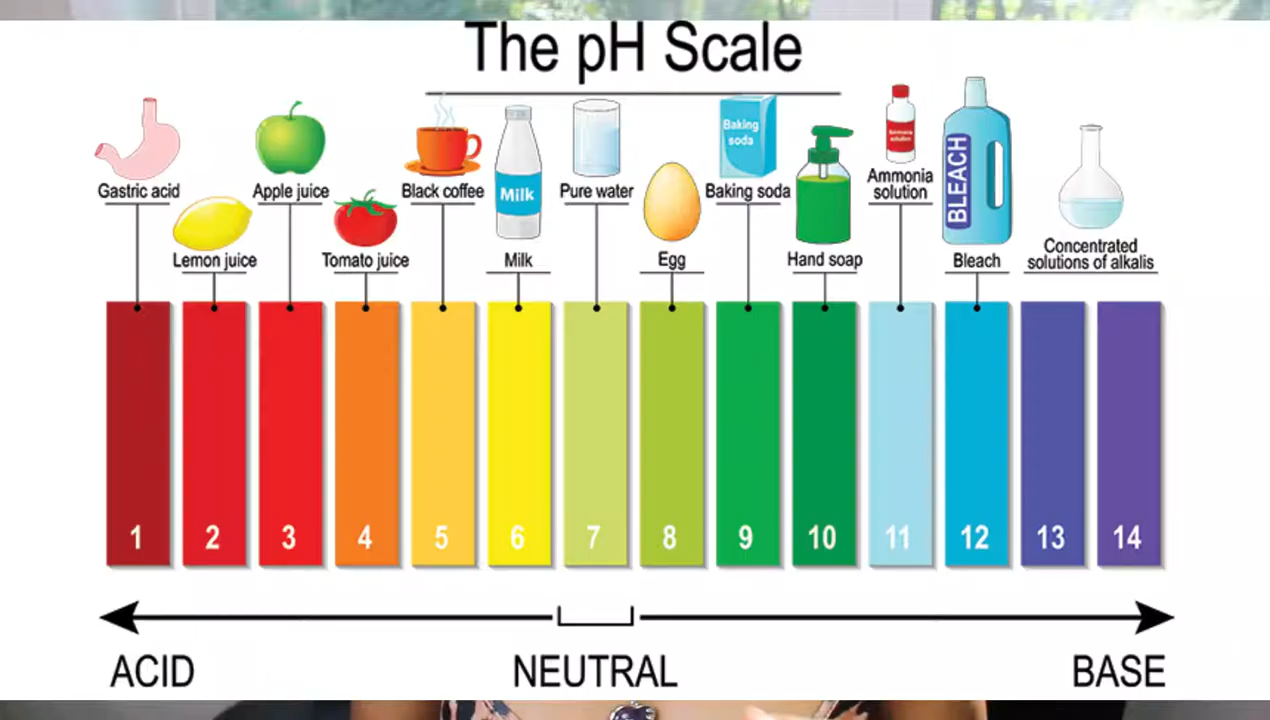 The pH Scale
Gastric acid
Lemon juice
Apple juice
Tomato juice
Black coffee
Milk
Milk
Pure water
Egg
Baking
soda
Baking soda
Hand soap
Ammonia
solution
Ammonia
solution
BLEACH
Bleach
Concentrated
solutions of alkalis
1 2 3 4 5 6 7 8 9 10 11 12 13 14
ACID NEUTRAL BASE